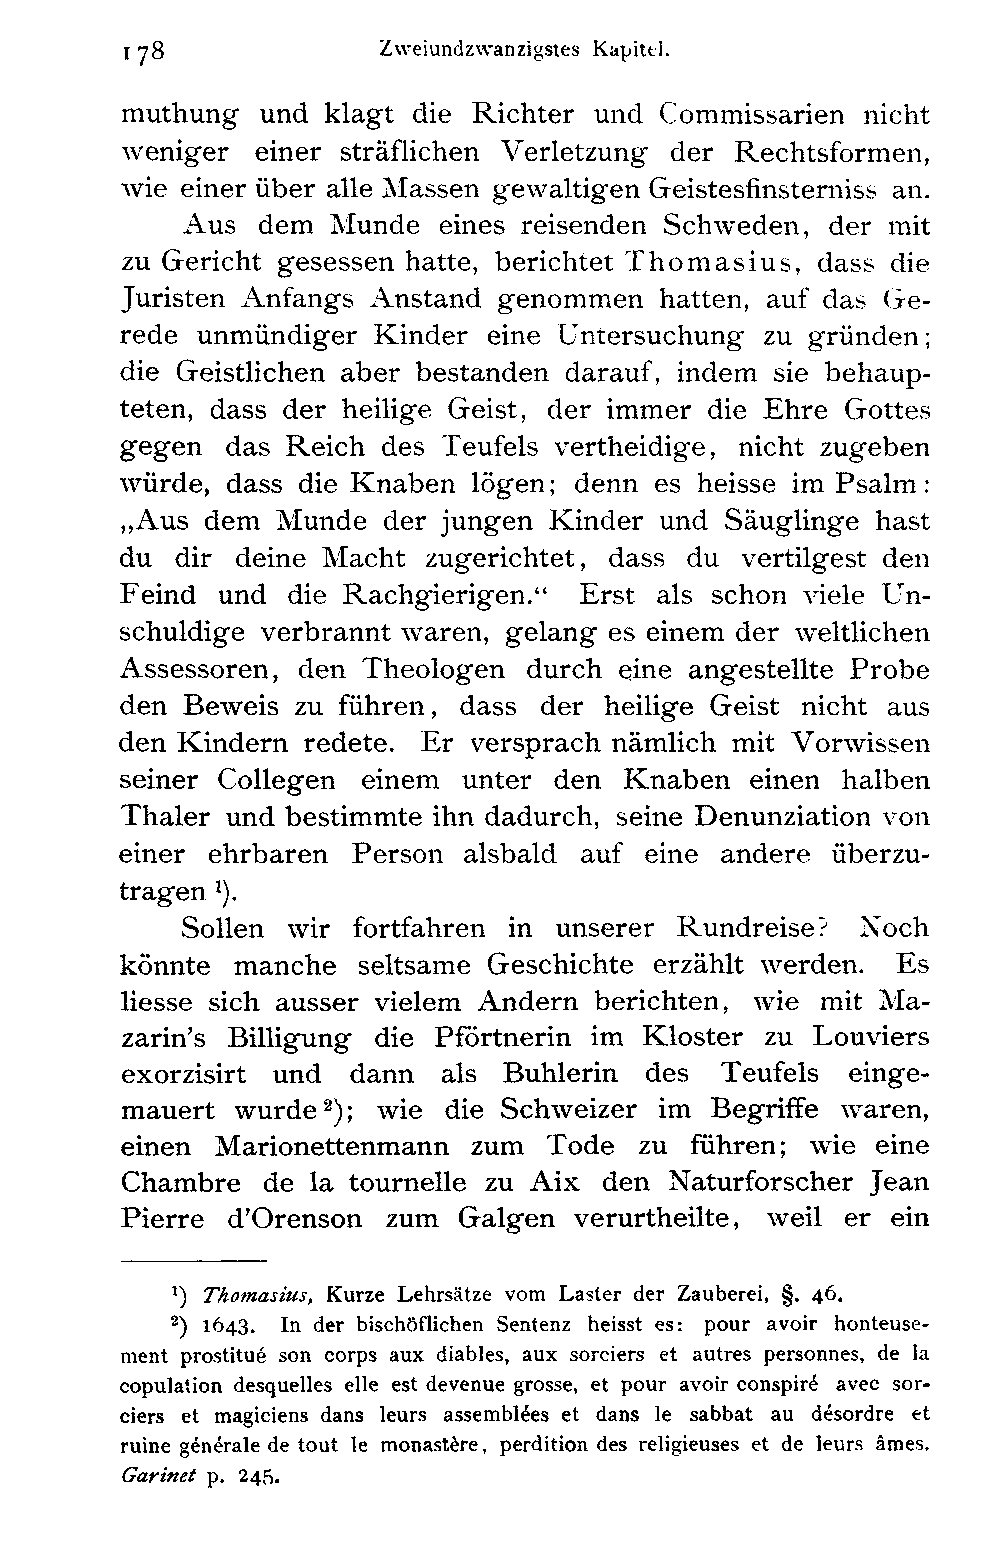 178 Zweiundzwanzigstes Kapitel.
muthung und klagt die Richter und Commissarien nicht
weniger einer sträflichen Verletzung der Rechtsformen,
wie einer über alle Massen gewaltigen Geistesfinsterniss an.
Aus dem Munde eines reisenden Schweden, der mit
zu Gericht gesessen hatte, berichtet Thomasius, dass die
Juristen Anfangs Anstand genommen hatten, auf das Ge-
rede unmündiger Kinder eine Untersuchung zu gründen;
die Geistlichen aber bestanden darauf, indem sie behaup-
teten, dass der heilige Geist, der immer die Ehre Gottes
gegen das Reich des Teufels vertheidige, nicht zugeben
würde, dass die Knaben lögen; denn es heisse im Psalm:
„Aus dem Munde der jungen Kinder und Säuglinge hast
du dir deine Macht zugerichtet, dass du vertilgest den
Feind und die Rachgierigen.“ Erst als schon viele Un-
schuldige verbrannt waren, gelang es einem der weltlichen
Assessoren, den Theologen durch eine angestellte Probe
den Beweis zu führen, dass der heilige Geist nicht aus
den Kindern redete. Er versprach nämlich mit Vorwissen
seiner Collegen einem unter den Knaben einen halben
Thaler und bestimmte ihn dadurch, seine Denunziation von
einer ehrbaren Person alsbald auf eine andere überzu-
tragen ¹).
Sollen wir fortfahren in unserer Rundreise? Noch
könnte manche seltsame Geschichte erzählt werden. Es
liesse sich ausser vielem Andern berichten, wie mit Ma-
zarin's Billigung die Pförtnerin im Kloster zu Louviers
exorzisirt und dann als Buhlerin des Teufels einge-
mauert wurde ²); wie die Schweizer im Begriffe waren,
einen Marionettenmann zum Tode zu führen; wie eine
Chambre de la tournelle zu Aix den Naturforscher Jean
Pierre d'Orenson zum Galgen verurtheilte, weil er ein
¹) Thomasius, Kurze Lehrsätze vom Laster der Zauberei, §. 46.
²) 1643. In der bischöflichen Sentenz heisst es: pour avoir honteuse-
ment prostitué son corps aux diables, aux sorciers et autres personnes, de la
copulation desquelles elle est devenue grosse, et pour avoir conspiré avec sor-
ciers et magiciens dans leurs assemblées et dans le sabbat au désordre et
ruine générale de tout le monastère, perdition des religieuses et de leurs âmes.
Garinet p. 245.